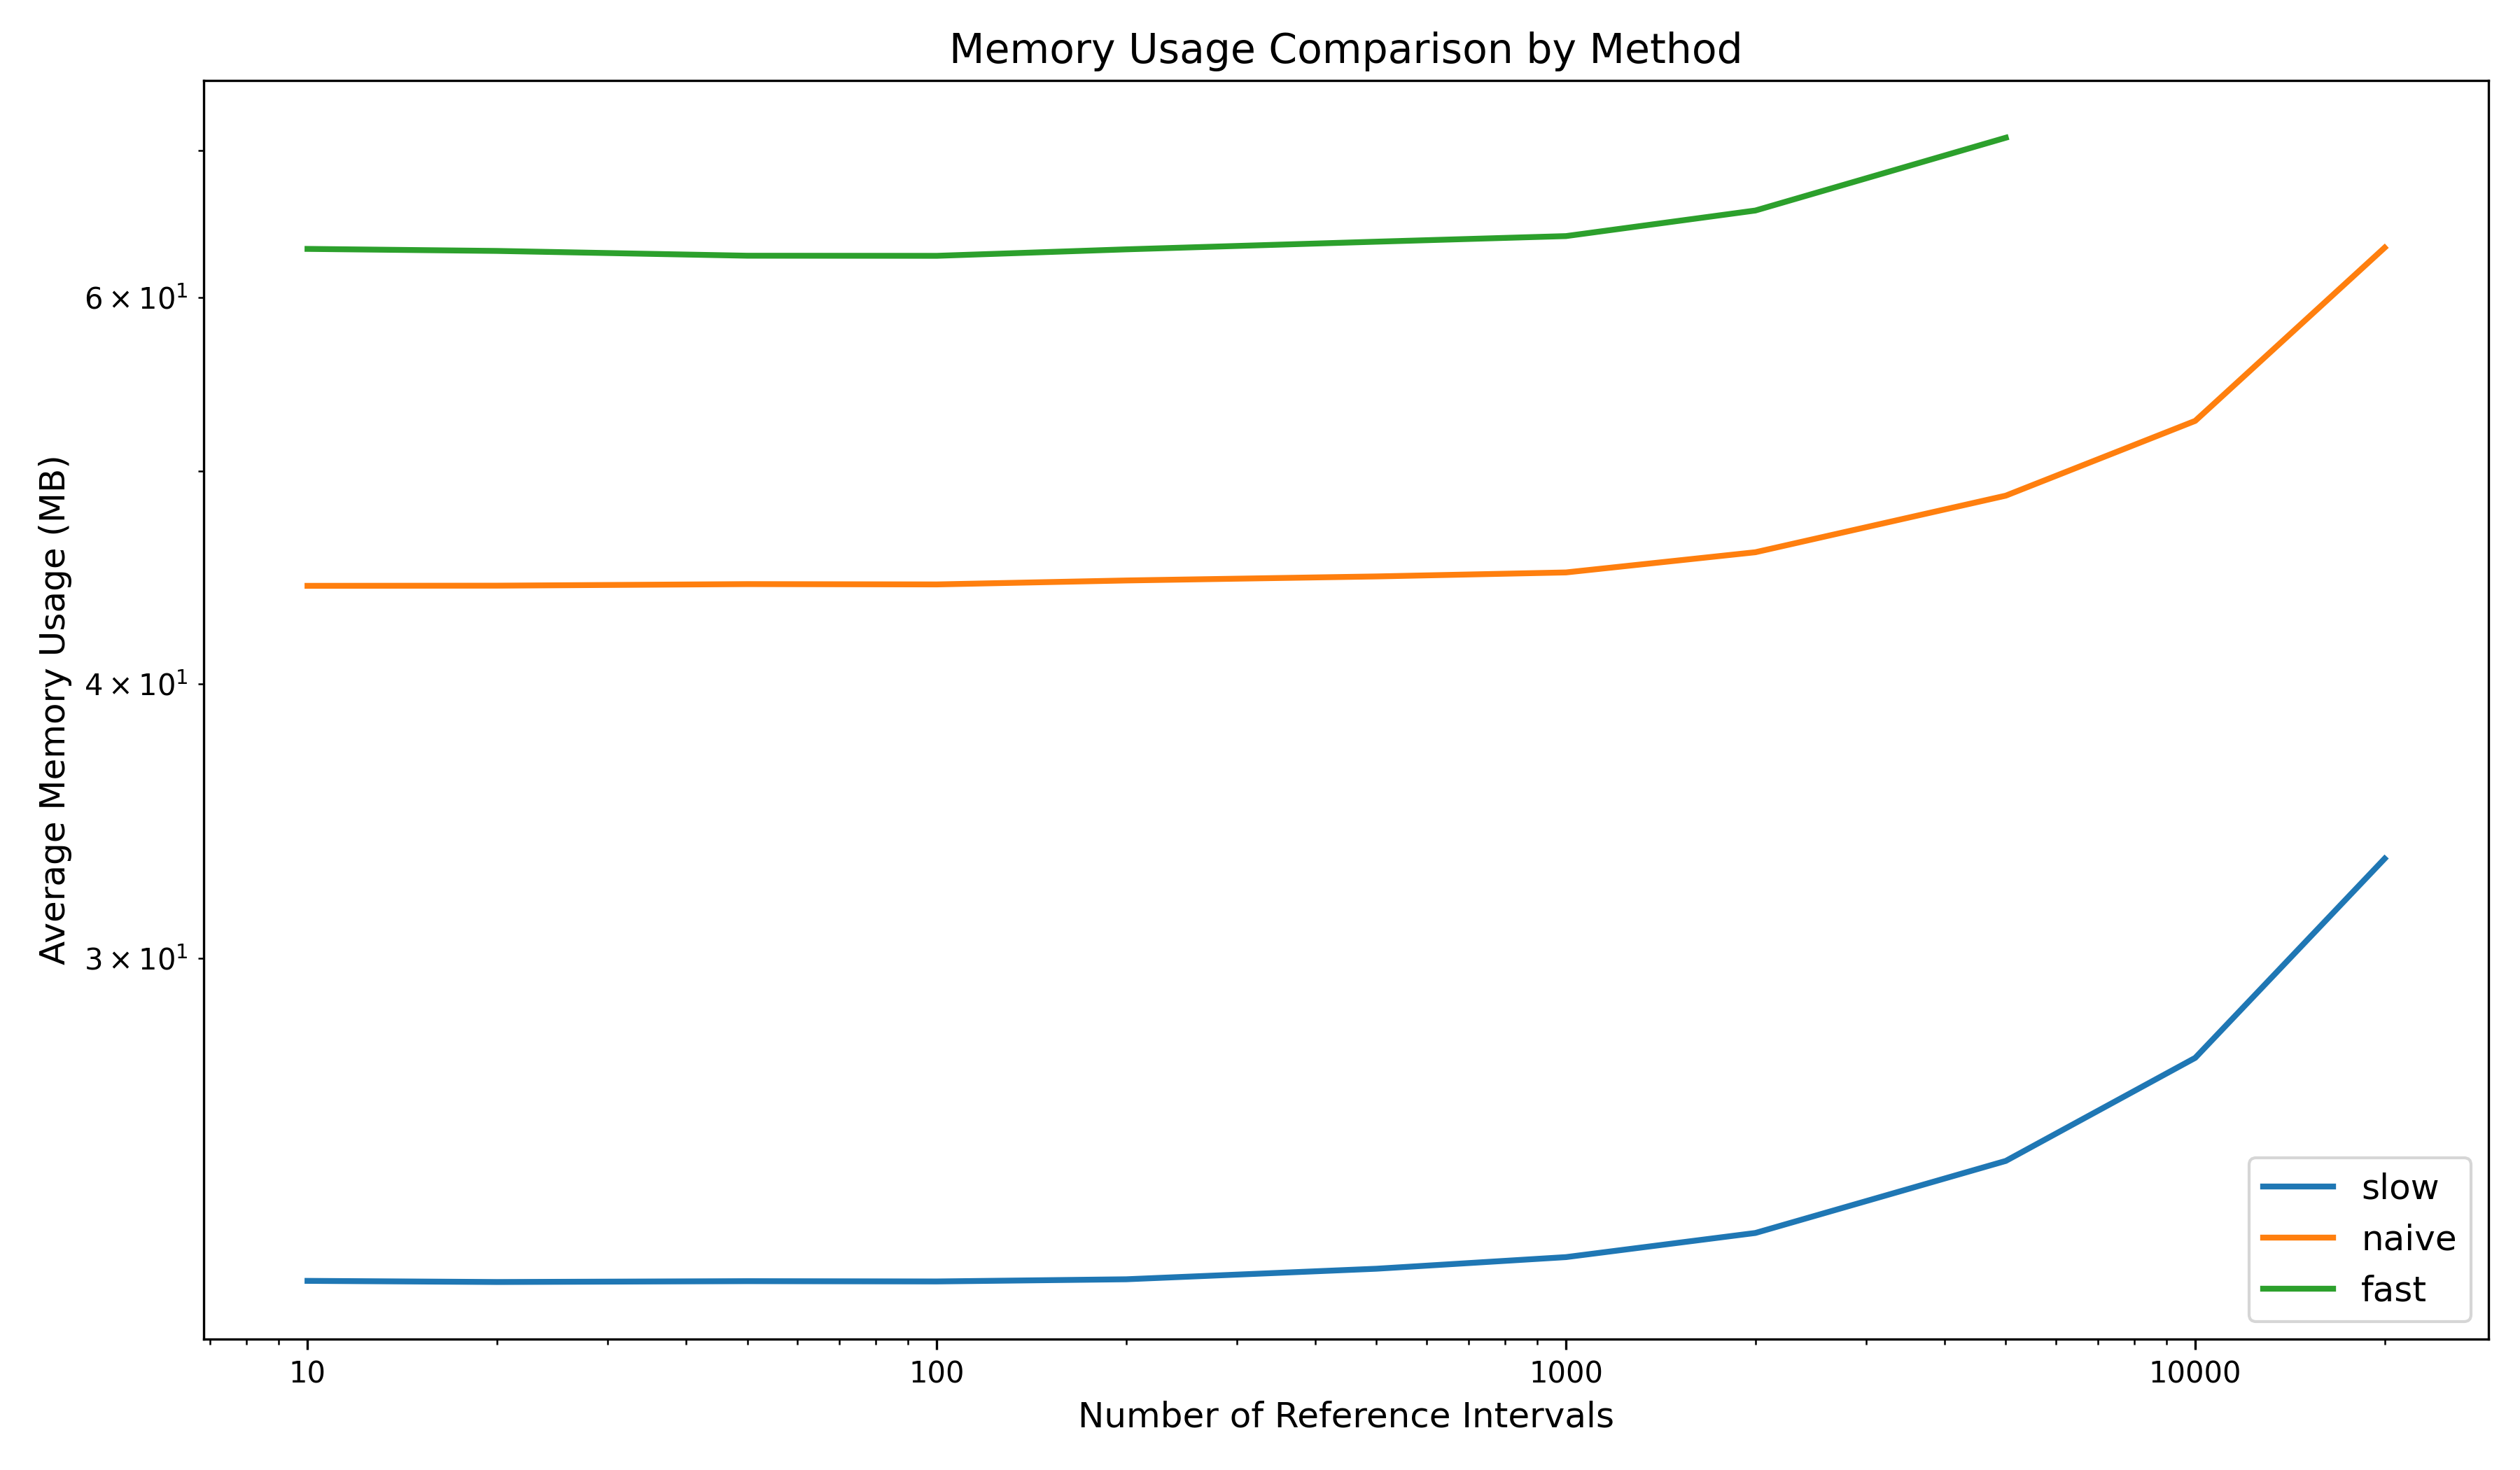 Memory Usage Comparison by Method
Average Memory Usage (MB)
6 × 10¹
4 × 10¹
3 × 10¹
10
100
1000
10000
Number of Reference Intervals
slow
naive
fast